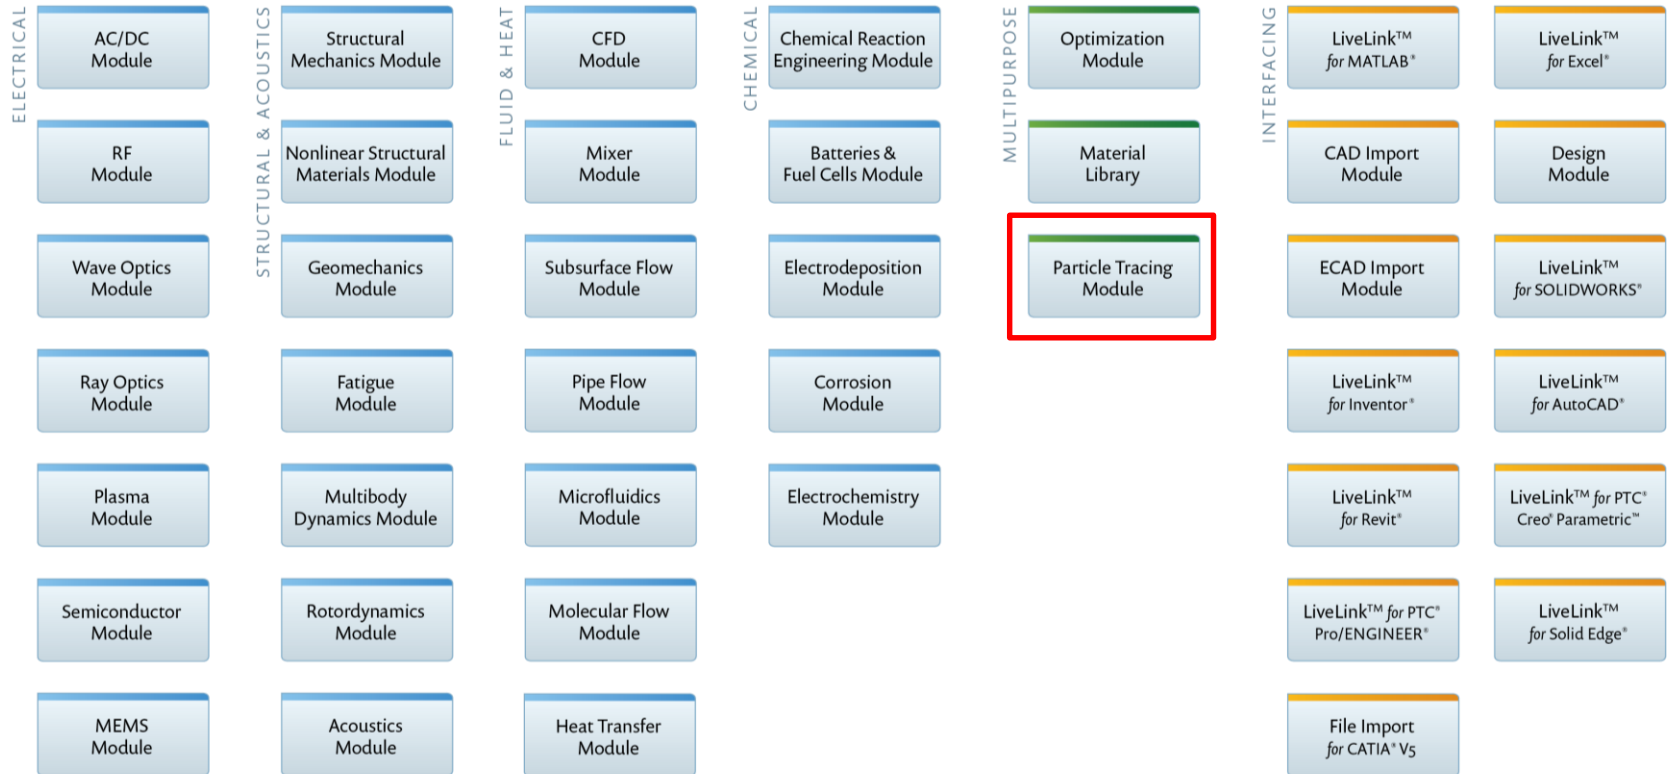 ELECTRICAL
AC/DC
Module
RF
Module
Wave Optics
Module
Ray Optics
Module
Plasma
Module
Semiconductor
Module
MEMS
Module
STRUCTURAL & ACOUSTICS
Structural
Mechanics Module
Nonlinear Structural
Materials Module
Geomechanics
Module
Fatigue
Module
Multibody
Dynamics Module
Rotordynamics
Module
Acoustics
Module
FLUID & HEAT
CFD
Module
Mixer
Module
Subsurface Flow
Module
Pipe Flow
Module
Microfluidics
Module
Molecular Flow
Module
Heat Transfer
Module
CHEMICAL
Chemical Reaction
Engineering Module
Batteries &
Fuel Cells Module
Electrodeposition
Module
Corrosion
Module
Electrochemistry
Module
MULTIPURPOSE
Optimization
Module
Material
Library
Particle Tracing
Module
INTERFACING
LiveLink™
for MATLAB®
CAD Import
Module
ECAD Import
Module
LiveLink™
for Inventor®
LiveLink™
for Revit®
LiveLink™ for PTC®
Pro/ENGINEER®
File Import
for CATIA® V5
LiveLink™
for Excel®
Design
Module
LiveLink™
for SOLIDWORKS®
LiveLink™
for AutoCAD®
LiveLink™ for PTC®
Creo® Parametric™
LiveLink™
for Solid Edge®